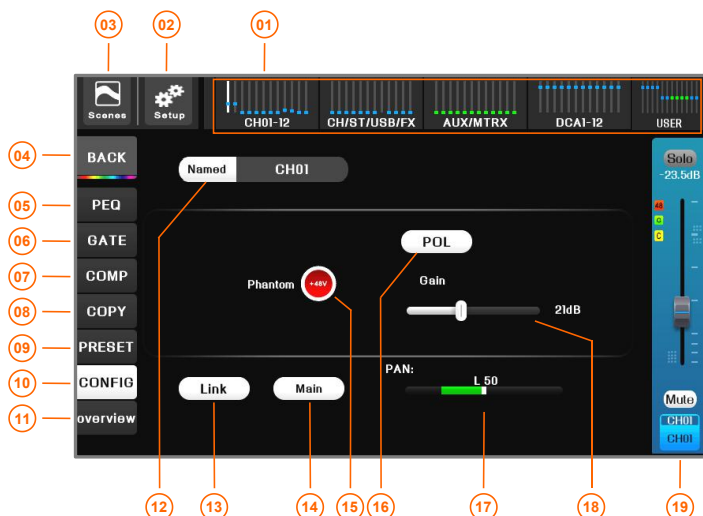 03 02 01
Scenes Setup CH01-12 CH/ST/USB/FX AUX/MTRX DCA1-12 USER
04 BACK Named CH01 Solo
-23.5dB
05 PEQ 48
G
06 GATE POL C
07 COMP Phantom +48V Gain
08 COPY 21dB
09 PRESET
10 CONFIG Link Main PAN: L 50
Mute
11 overview CH01
CH01
12 13 14 15 16 17 18 19